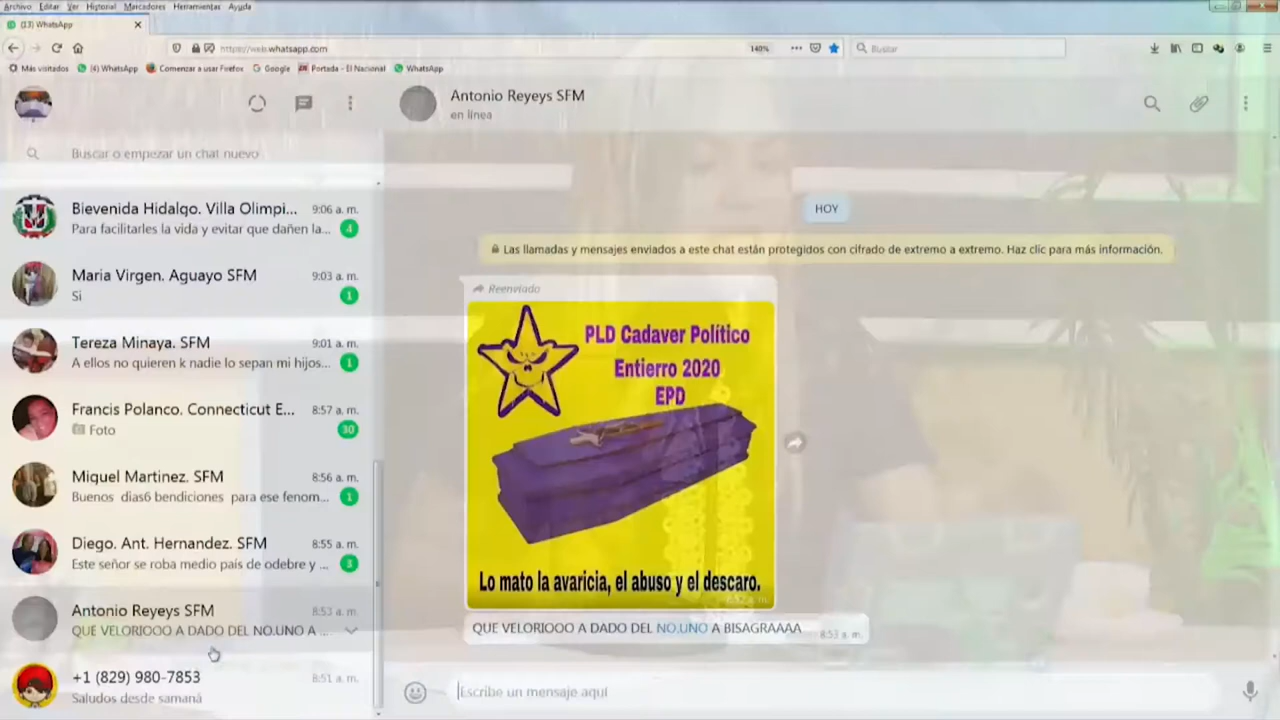 Archivo Editar Ver Historial Marcadores Herramientas Ayuda
(13) WhatsApp
https://web.whatsapp.com
140%
Buscar
Más visitados (4) WhatsApp Comenzar a usar Firefox Google Portada - El Nacional WhatsApp
Antonio Reyeys SFM
en línea
Buscar o empezar un chat nuevo
Bievenida Hidalgo. Villa Olimpi... 9:06 a. m.
Para facilitarles la vida y evitar que dañen la... 4
Maria Virgen. Aguayo SFM 9:03 a. m.
Si 1
Tereza Minaya. SFM 9:01 a. m.
A ellos no quieren k nadie lo sepan mi hijos... 1
Francis Polanco. Connecticut E... 8:57 a. m.
Foto 30
Miquel Martinez. SFM 8:56 a. m.
Buenos dias6 bendiciones para ese fenom... 1
Diego. Ant. Hernandez. SFM 8:55 a. m.
Este señor se roba medio país de odebre y ... 3
Antonio Reyeys SFM 8:53 a. m.
QUE VELORIOOO A DADO DEL NO.UNO A ...
+1 (829) 980-7853 8:51 a. m.
Saludos desde samaná
HOY
Las llamadas y mensajes enviados a este chat están protegidos con cifrado de extremo a extremo. Haz clic para más información.
Reenviado
PLD Cadaver Político
Entierro 2020
EPD
Lo mato la avaricia, el abuso y el descaro.
8:52 a. m.
QUE VELORIOOO A DADO DEL NO.UNO A BISAGRAAAA 8:53 a. m.
Escribe un mensaje aquí